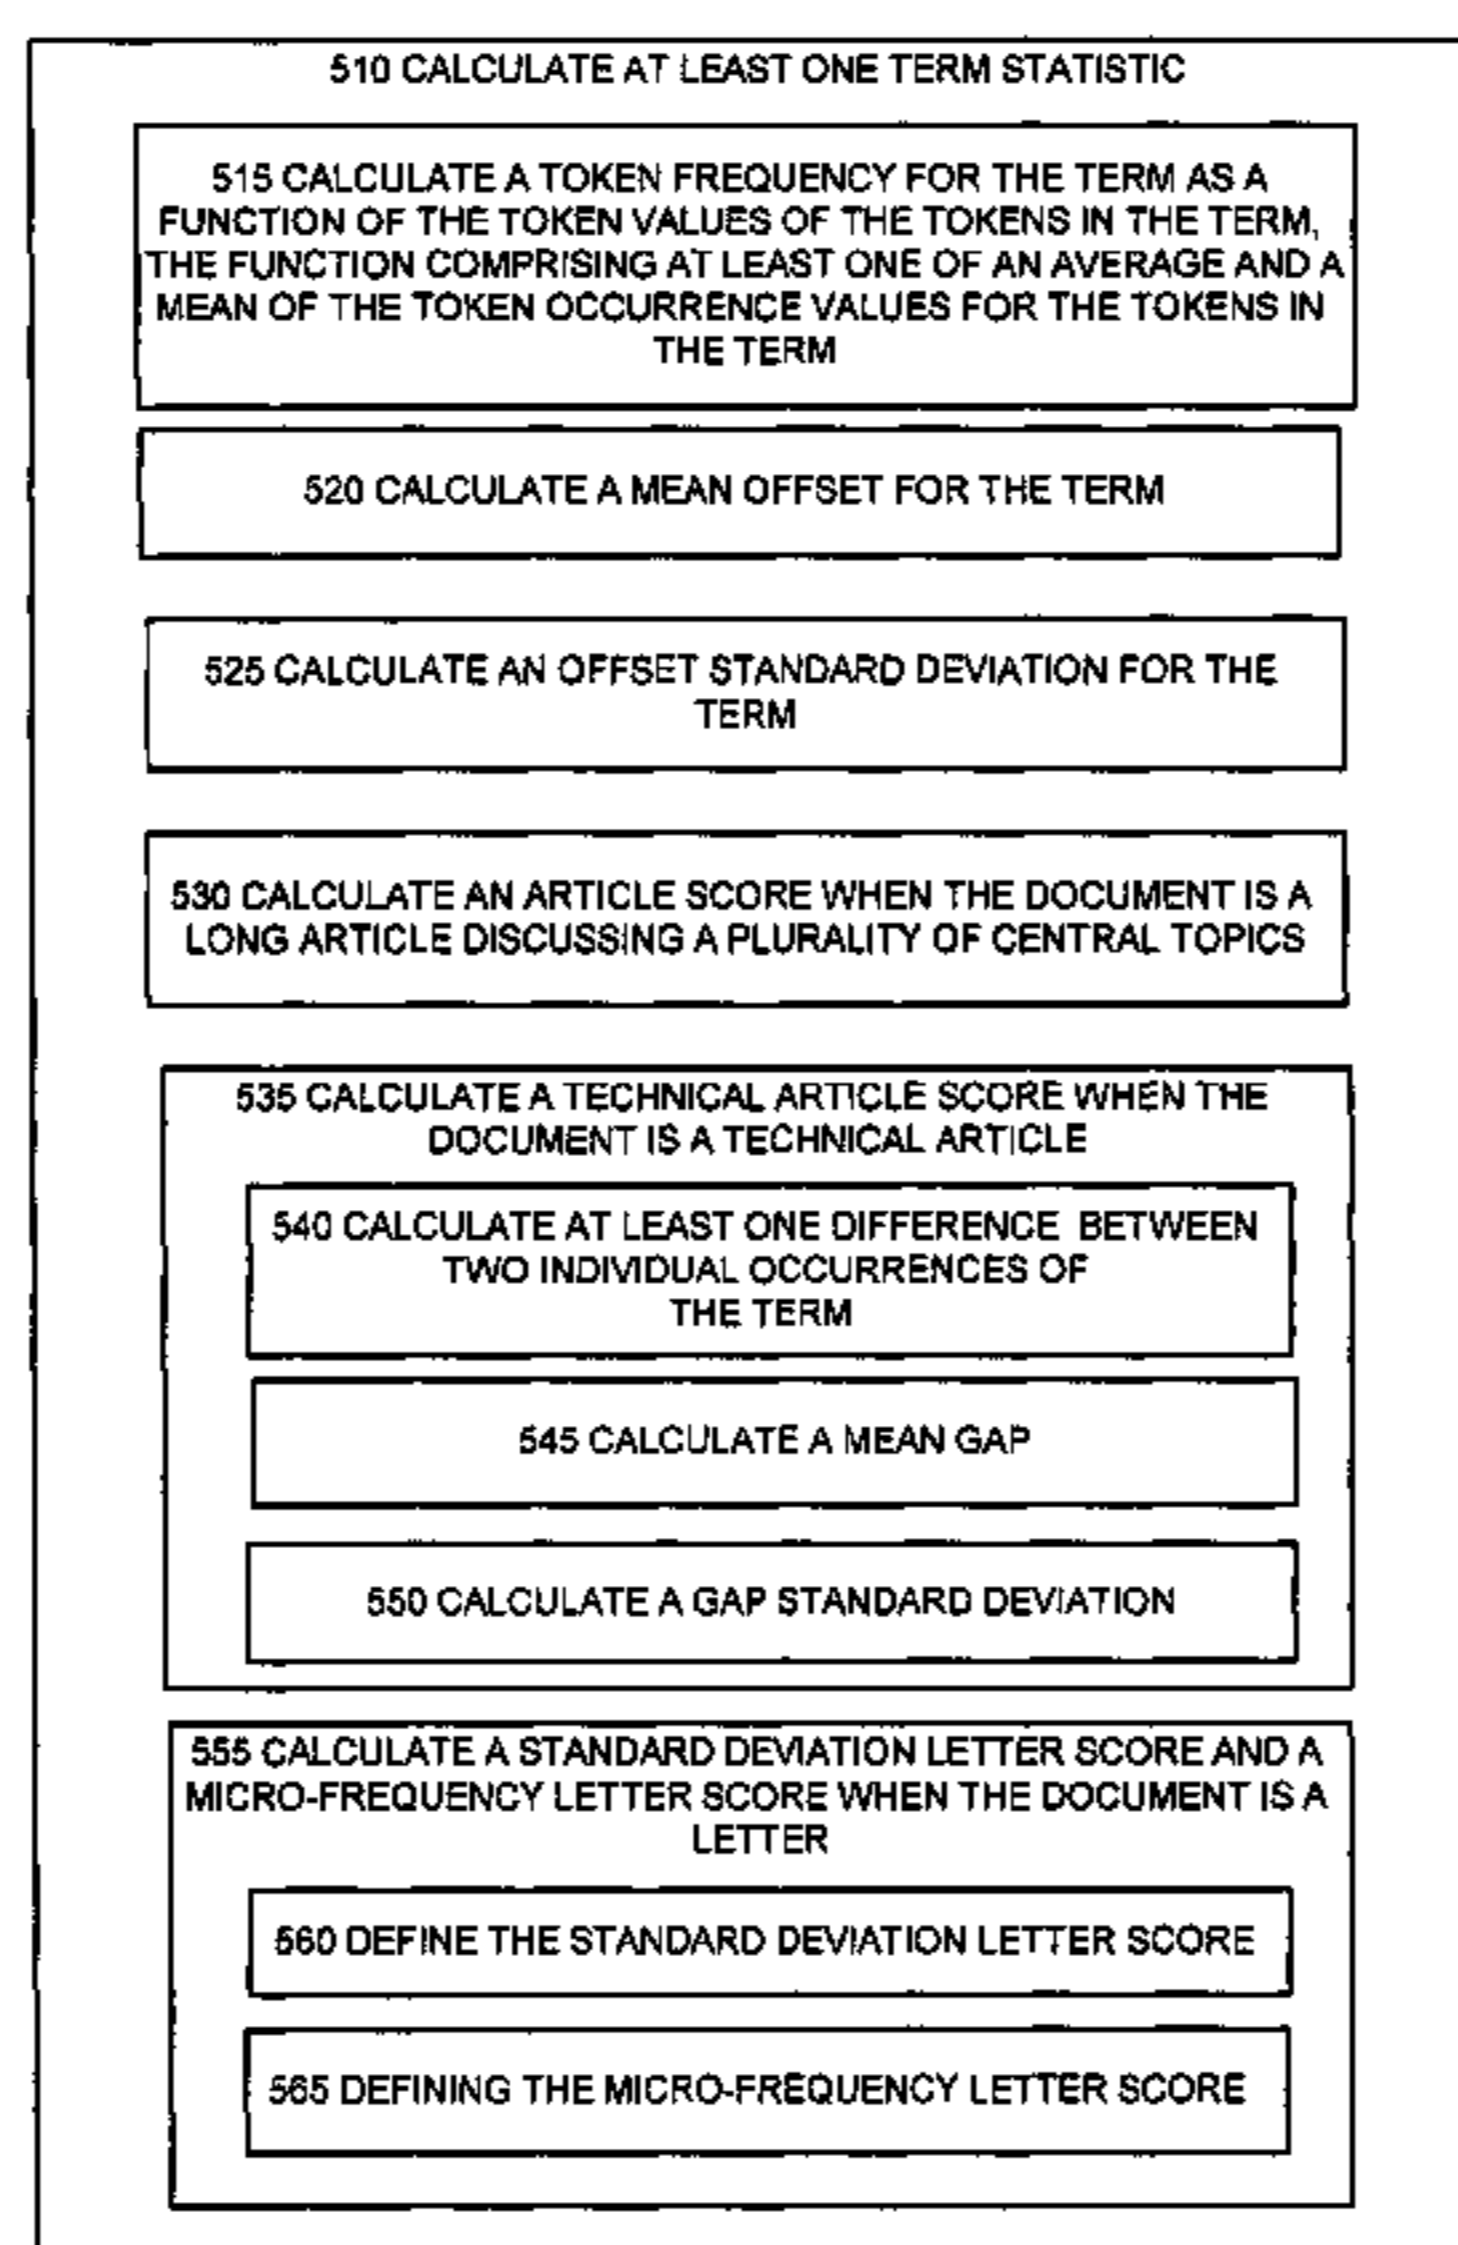 510 CALCULATE AT LEAST ONE TERM STATISTIC
515 CALCULATE A TOKEN FREQUENCY FOR THE TERM AS A
FUNCTION OF THE TOKEN VALUES OF THE TOKENS IN THE TERM,
THE FUNCTION COMPRISING AT LEAST ONE OF AN AVERAGE AND A
MEAN OF THE TOKEN OCCURRENCE VALUES FOR THE TOKENS IN
THE TERM
520 CALCULATE A MEAN OFFSET FOR THE TERM
525 CALCULATE AN OFFSET STANDARD DEVIATION FOR THE
TERM
530 CALCULATE AN ARTICLE SCORE WHEN THE DOCUMENT IS A
LONG ARTICLE DISCUSSING A PLURALITY OF CENTRAL TOPICS
535 CALCULATE A TECHNICAL ARTICLE SCORE WHEN THE
DOCUMENT IS A TECHNICAL ARTICLE
540 CALCULATE AT LEAST ONE DIFFERENCE BETWEEN
TWO INDIVIDUAL OCCURRENCES OF
THE TERM
545 CALCULATE A MEAN GAP
550 CALCULATE A GAP STANDARD DEVIATION
555 CALCULATE A STANDARD DEVIATION LETTER SCORE AND A
MICRO-FREQUENCY LETTER SCORE WHEN THE DOCUMENT IS A
LETTER
560 DEFINE THE STANDARD DEVIATION LETTER SCORE
565 DEFINING THE MICRO-FREQUENCY LETTER SCORE